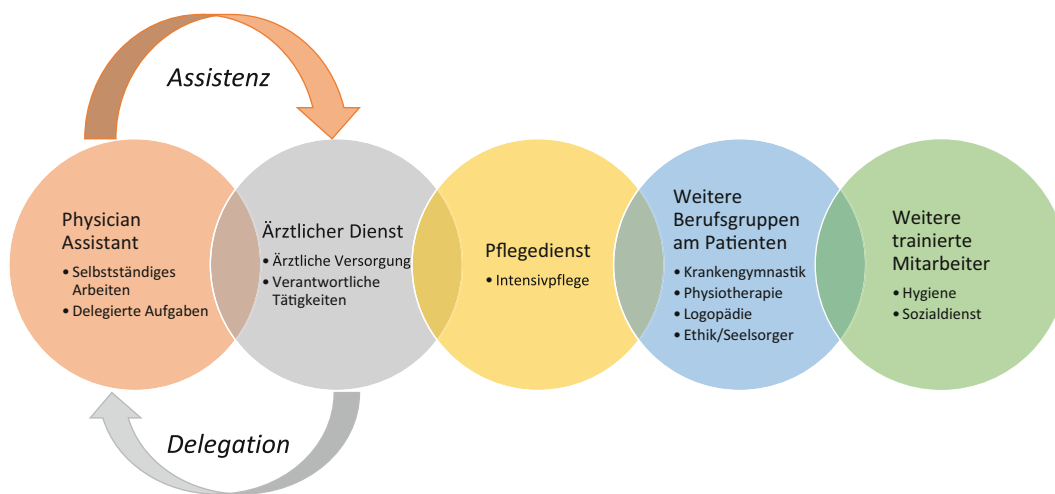 Assistenz
Physician
Assistant
• Selbstständiges
Arbeiten
• Delegierte Aufgaben
Ärztlicher Dienst
• Ärztliche Versorgung
• Verantwortliche
Tätigkeiten
Pflegedienst
• Intensivpflege
Weitere
Berufsgruppen
am Patienten
• Krankengymnastik
• Physiotherapie
• Logopädie
• Ethik/Seelsorger
Weitere
trainierte
Mitarbeiter
• Hygiene
• Sozialdienst
Delegation